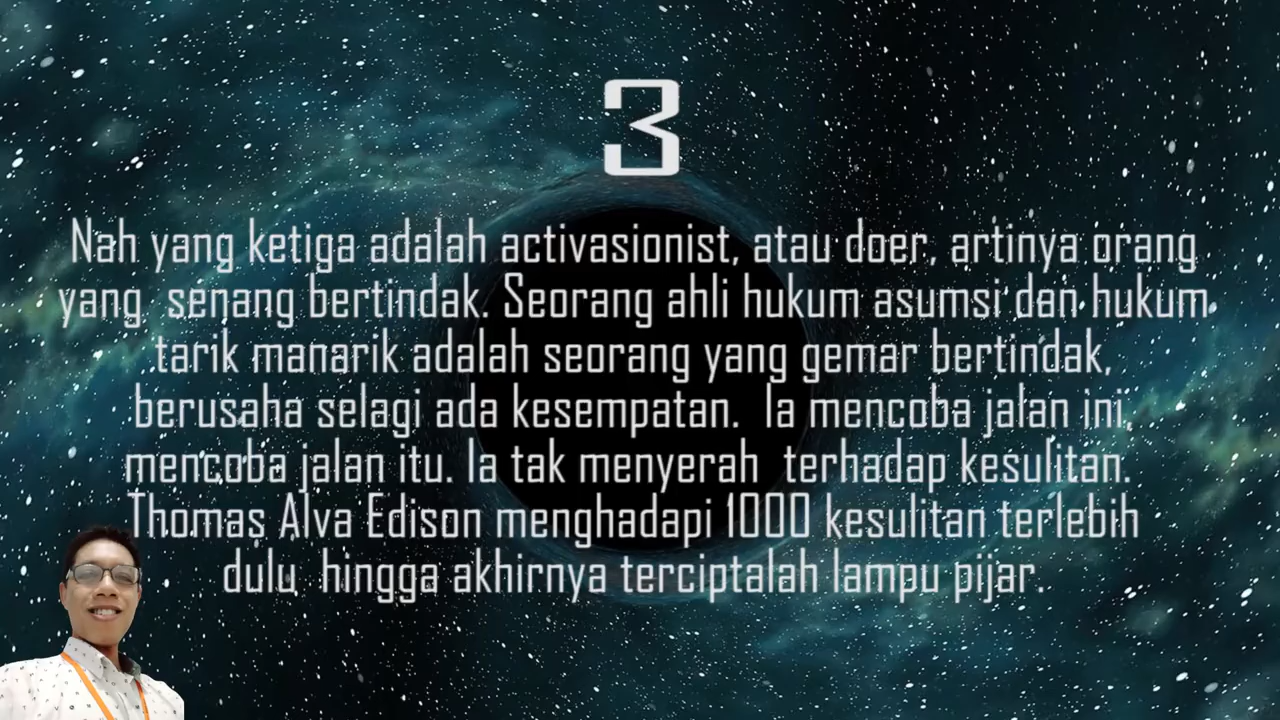 3
Nah yang ketiga adalah activasionist, atau doer, artinya orang
yang senang bertindak. Seorang ahli hukum asumsi dan hukum
tarik manarik adalah seorang yang gemar bertindak,
berusaha selagi ada kesempatan. Ia mencoba jalan ini,
mencoba jalan itu. Ia tak menyerah terhadap kesulitan.
Thomas Alva Edison menghadapi 1000 kesulitan terlebih
dulu hingga akhirnya terciptalah lampu pijar.